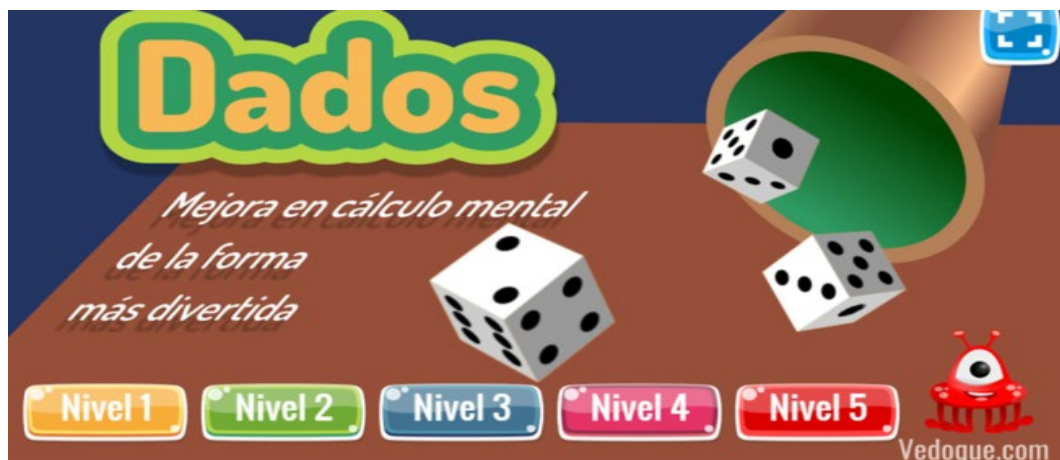 Dados
Mejora en cálculo mental
de la forma
más divertida
Nivel 1
Nivel 2
Nivel 3
Nivel 4
Nivel 5
Vedoque.com